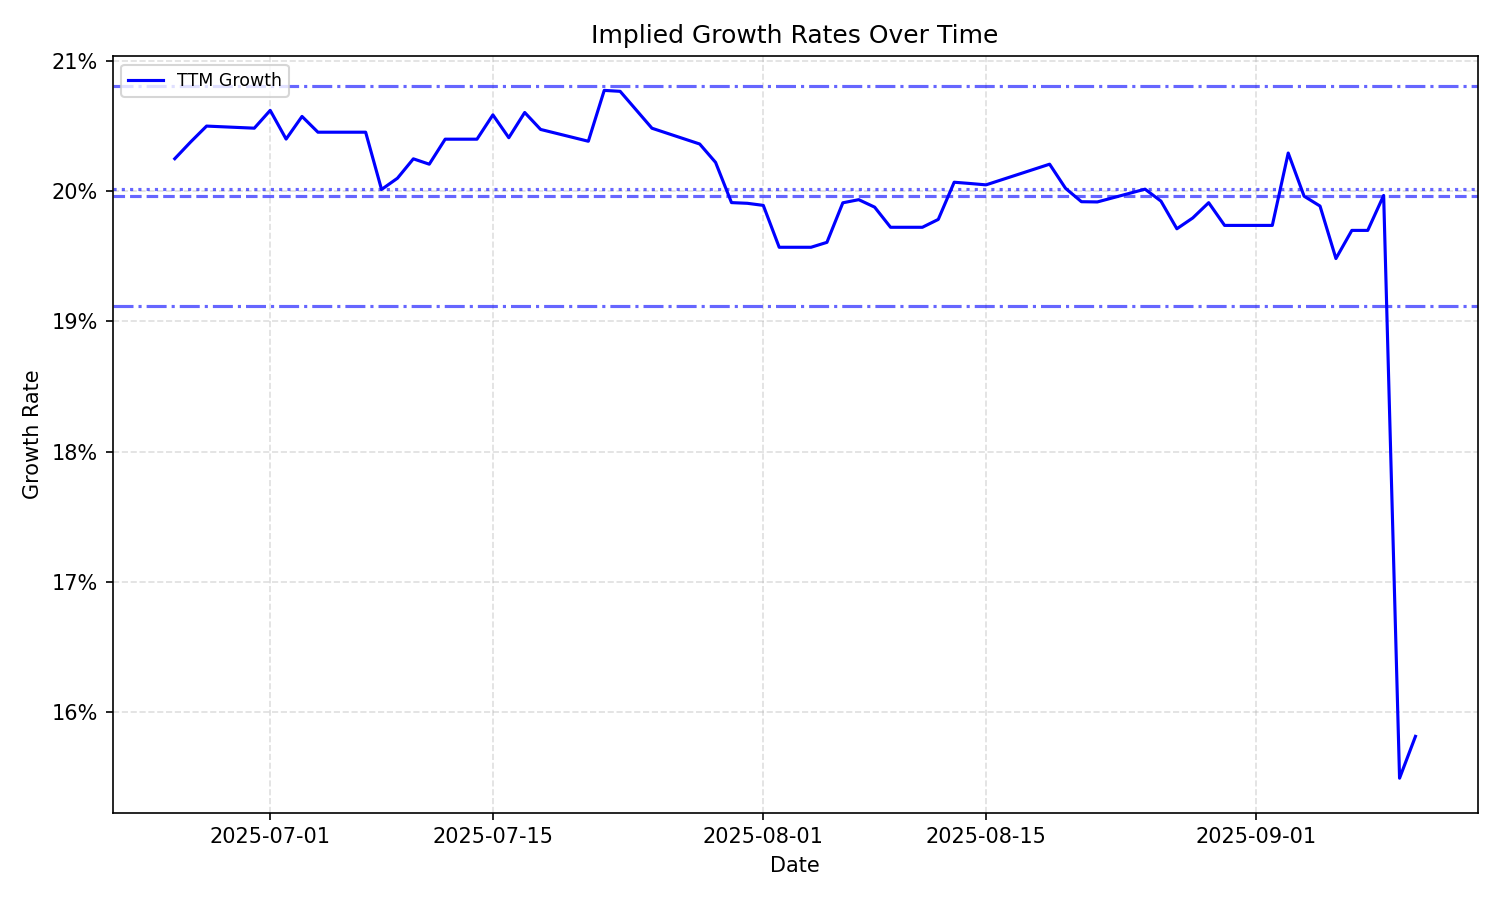 Implied Growth Rates Over Time
TTM Growth
21%
20%
19%
18%
17%
16%
Growth Rate
2025-07-01
2025-07-15
2025-08-01
2025-08-15
2025-09-01
Date